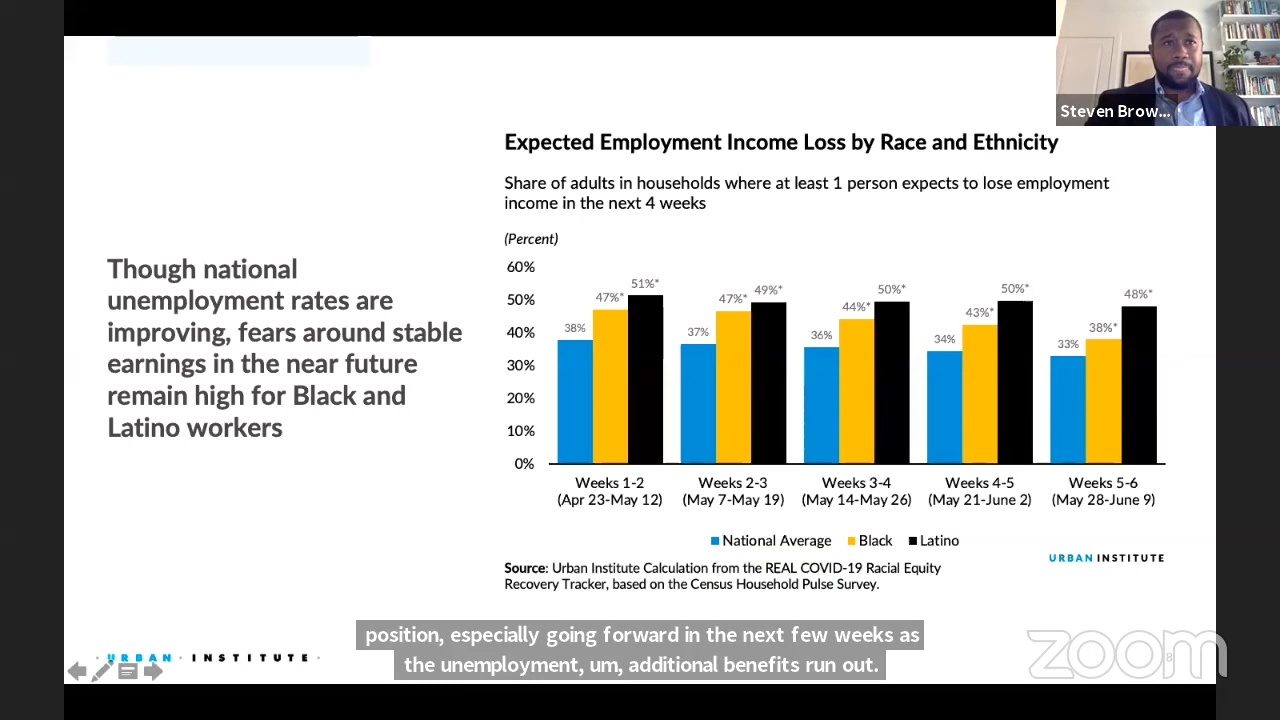 Steven Brow...
Expected Employment Income Loss by Race and Ethnicity
Share of adults in households where at least 1 person expects to lose employment
income in the next 4 weeks
(Percent)
Though national
unemployment rates are
improving, fears around stable
earnings in the near future
remain high for Black and
Latino workers
60%
50%
40%
30%
20%
10%
0%
38% 47%* 51%*
37% 47%* 49%*
36% 44%* 50%*
34% 43%* 50%*
33% 38%* 48%*
Weeks 1-2 Weeks 2-3 Weeks 3-4 Weeks 4-5 Weeks 5-6
(Apr 23-May 12) (May 7-May 19) (May 14-May 26) (May 21-June 2) (May 28-June 9)
National Average Black Latino
URBAN INSTITUTE
Source: Urban Institute Calculation from the REAL COVID-19 Racial Equity
Recovery Tracker, based on the Census Household Pulse Survey.
position, especially going forward in the next few weeks as
the unemployment, um, additional benefits run out.
· URBAN · INSTITUTE ·
zoom
8